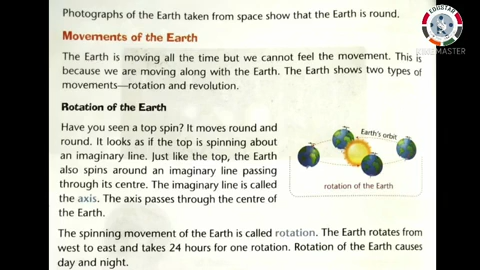 Photographs of the Earth taken from space show that the Earth is round.
Movements of the Earth
The Earth is moving all the time but we cannot feel the movement. This is
because we are moving along with the Earth. The Earth shows two types of
movements—rotation and revolution.
Rotation of the Earth
Have you seen a top spin? It moves round and
round. It looks as if the top is spinning about
an imaginary line. Just like the top, the Earth
also spins around an imaginary line passing
through its centre. The imaginary line is called
the axis. The axis passes through the centre of
the Earth.
Earth's orbit
rotation of the Earth
The spinning movement of the Earth is called rotation. The Earth rotates from
west to east and takes 24 hours for one rotation. Rotation of the Earth causes
day and night.
EDUSTAR
MASTER